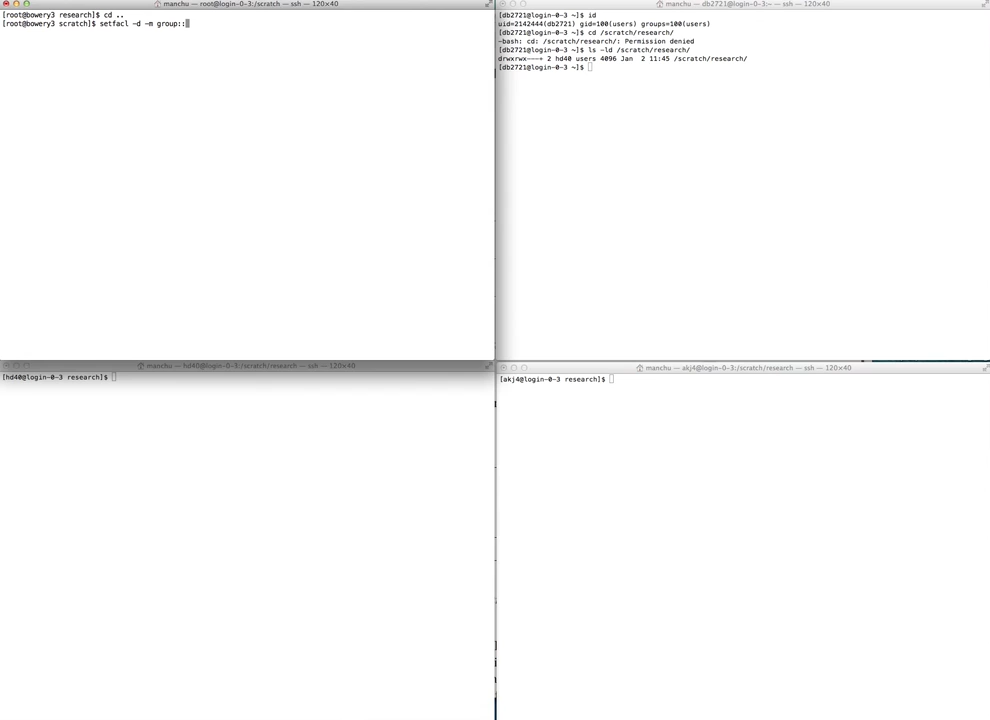 manchu — root@login-0-3:/scratch — ssh — 120×40
[root@bowery3 research]$ cd ..
[root@bowery3 scratch]$ setfacl -d -m group::
manchu — db2721@login-0-3:~ — ssh — 120×40
[db2721@login-0-3 ~]$ id
uid=2142444(db2721) gid=100(users) groups=100(users)
[db2721@login-0-3 ~]$ cd /scratch/research/
-bash: cd: /scratch/research/: Permission denied
[db2721@login-0-3 ~]$ ls -ld /scratch/research/
drwxrwx---+ 2 hd40 users 4096 Jan  2 11:45 /scratch/research/
[db2721@login-0-3 ~]$
manchu — hd40@login-0-3:/scratch/research — ssh — 120×40
[hd40@login-0-3 research]$
manchu — akj4@login-0-3:/scratch/research — ssh — 120×40
[akj4@login-0-3 research]$